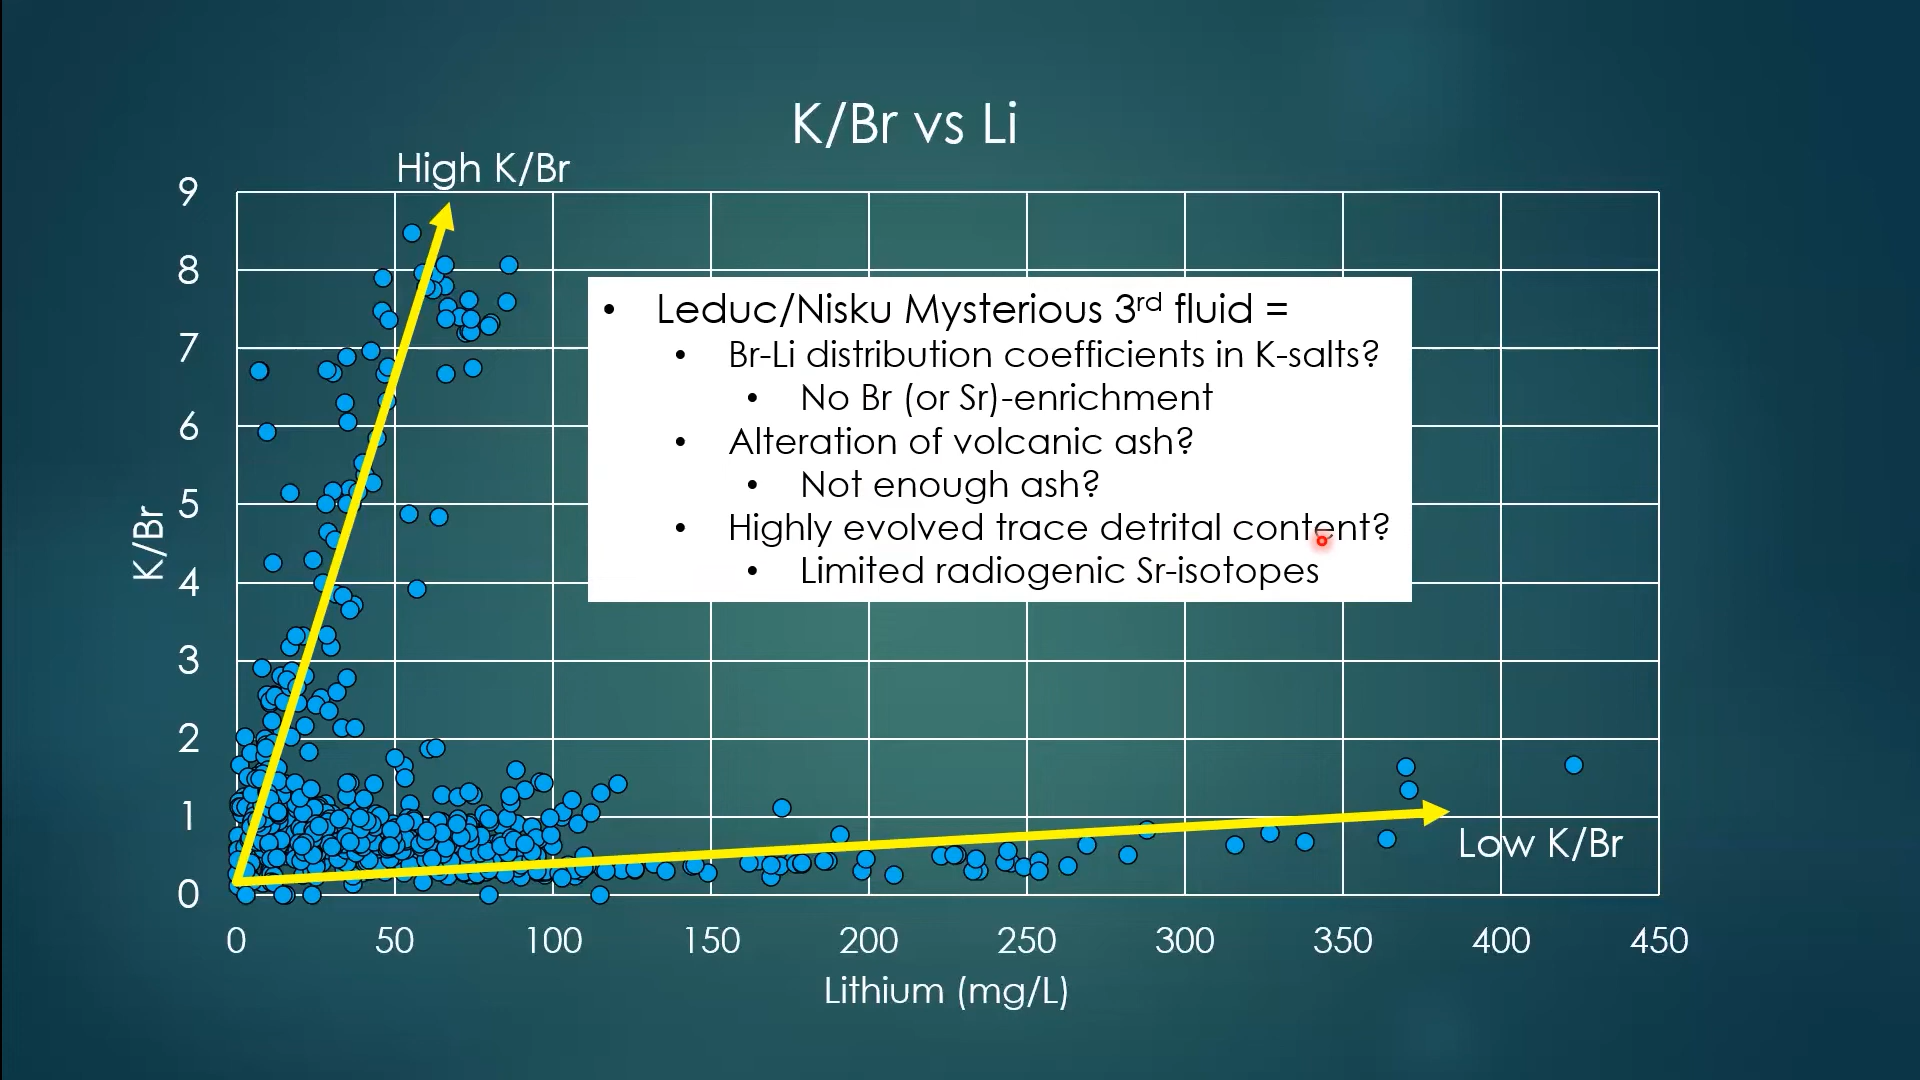 K/Br vs Li
High K/Br
9
8
7
6
5
4
3
2
1
0
K/Br
• Leduc/Nisku Mysterious 3rd fluid =
• Br-Li distribution coefficients in K-salts?
• No Br (or Sr)-enrichment
• Alteration of volcanic ash?
• Not enough ash?
• Highly evolved trace detrital content?
• Limited radiogenic Sr-isotopes
Low K/Br
0 50 100 150 200 250 300 350 400 450
Lithium (mg/L)